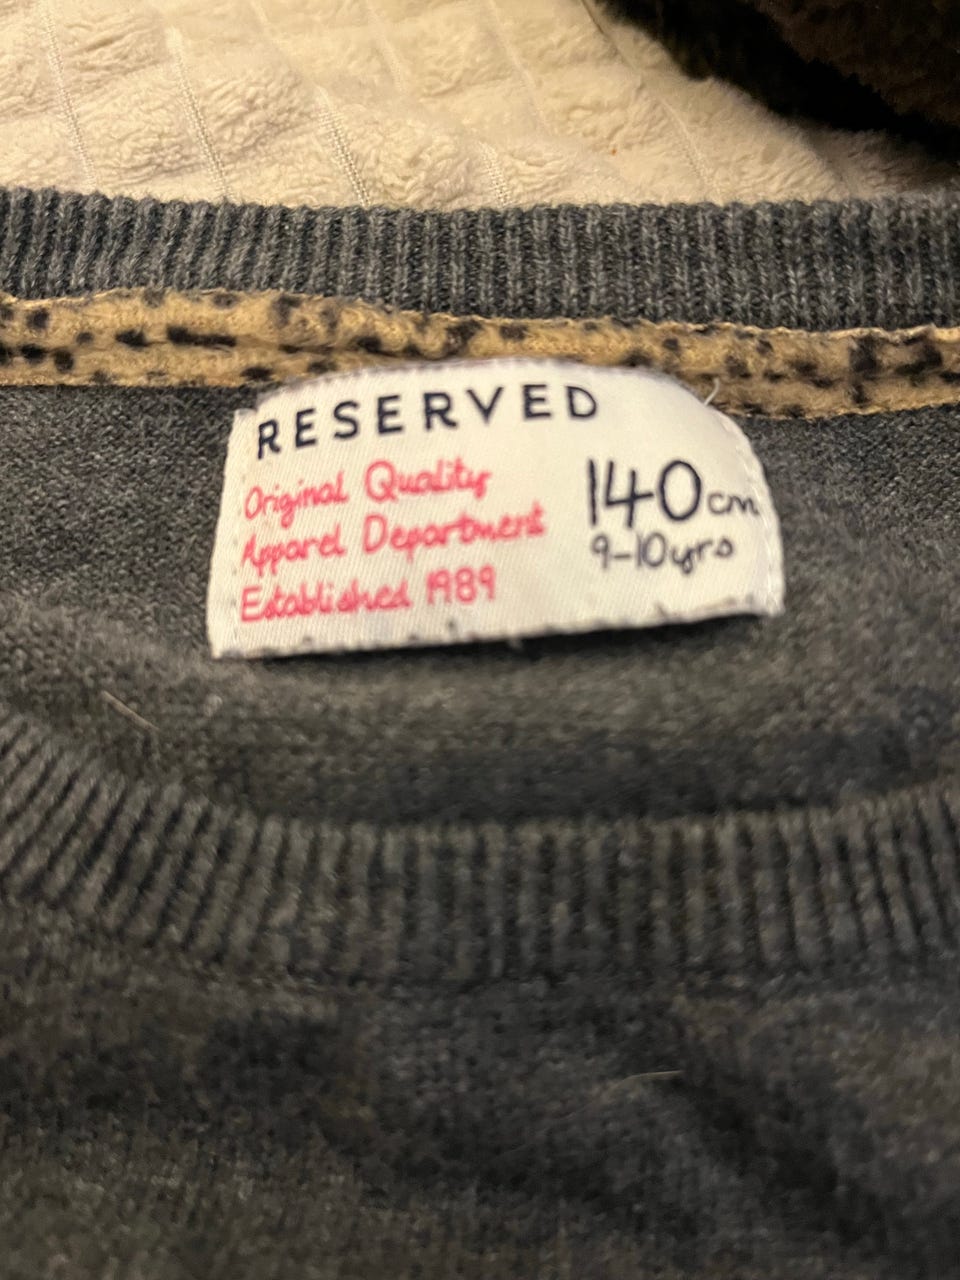 RESERVED
Original Quality
Apparel Department
Established 1989
140cm
9-10yrs